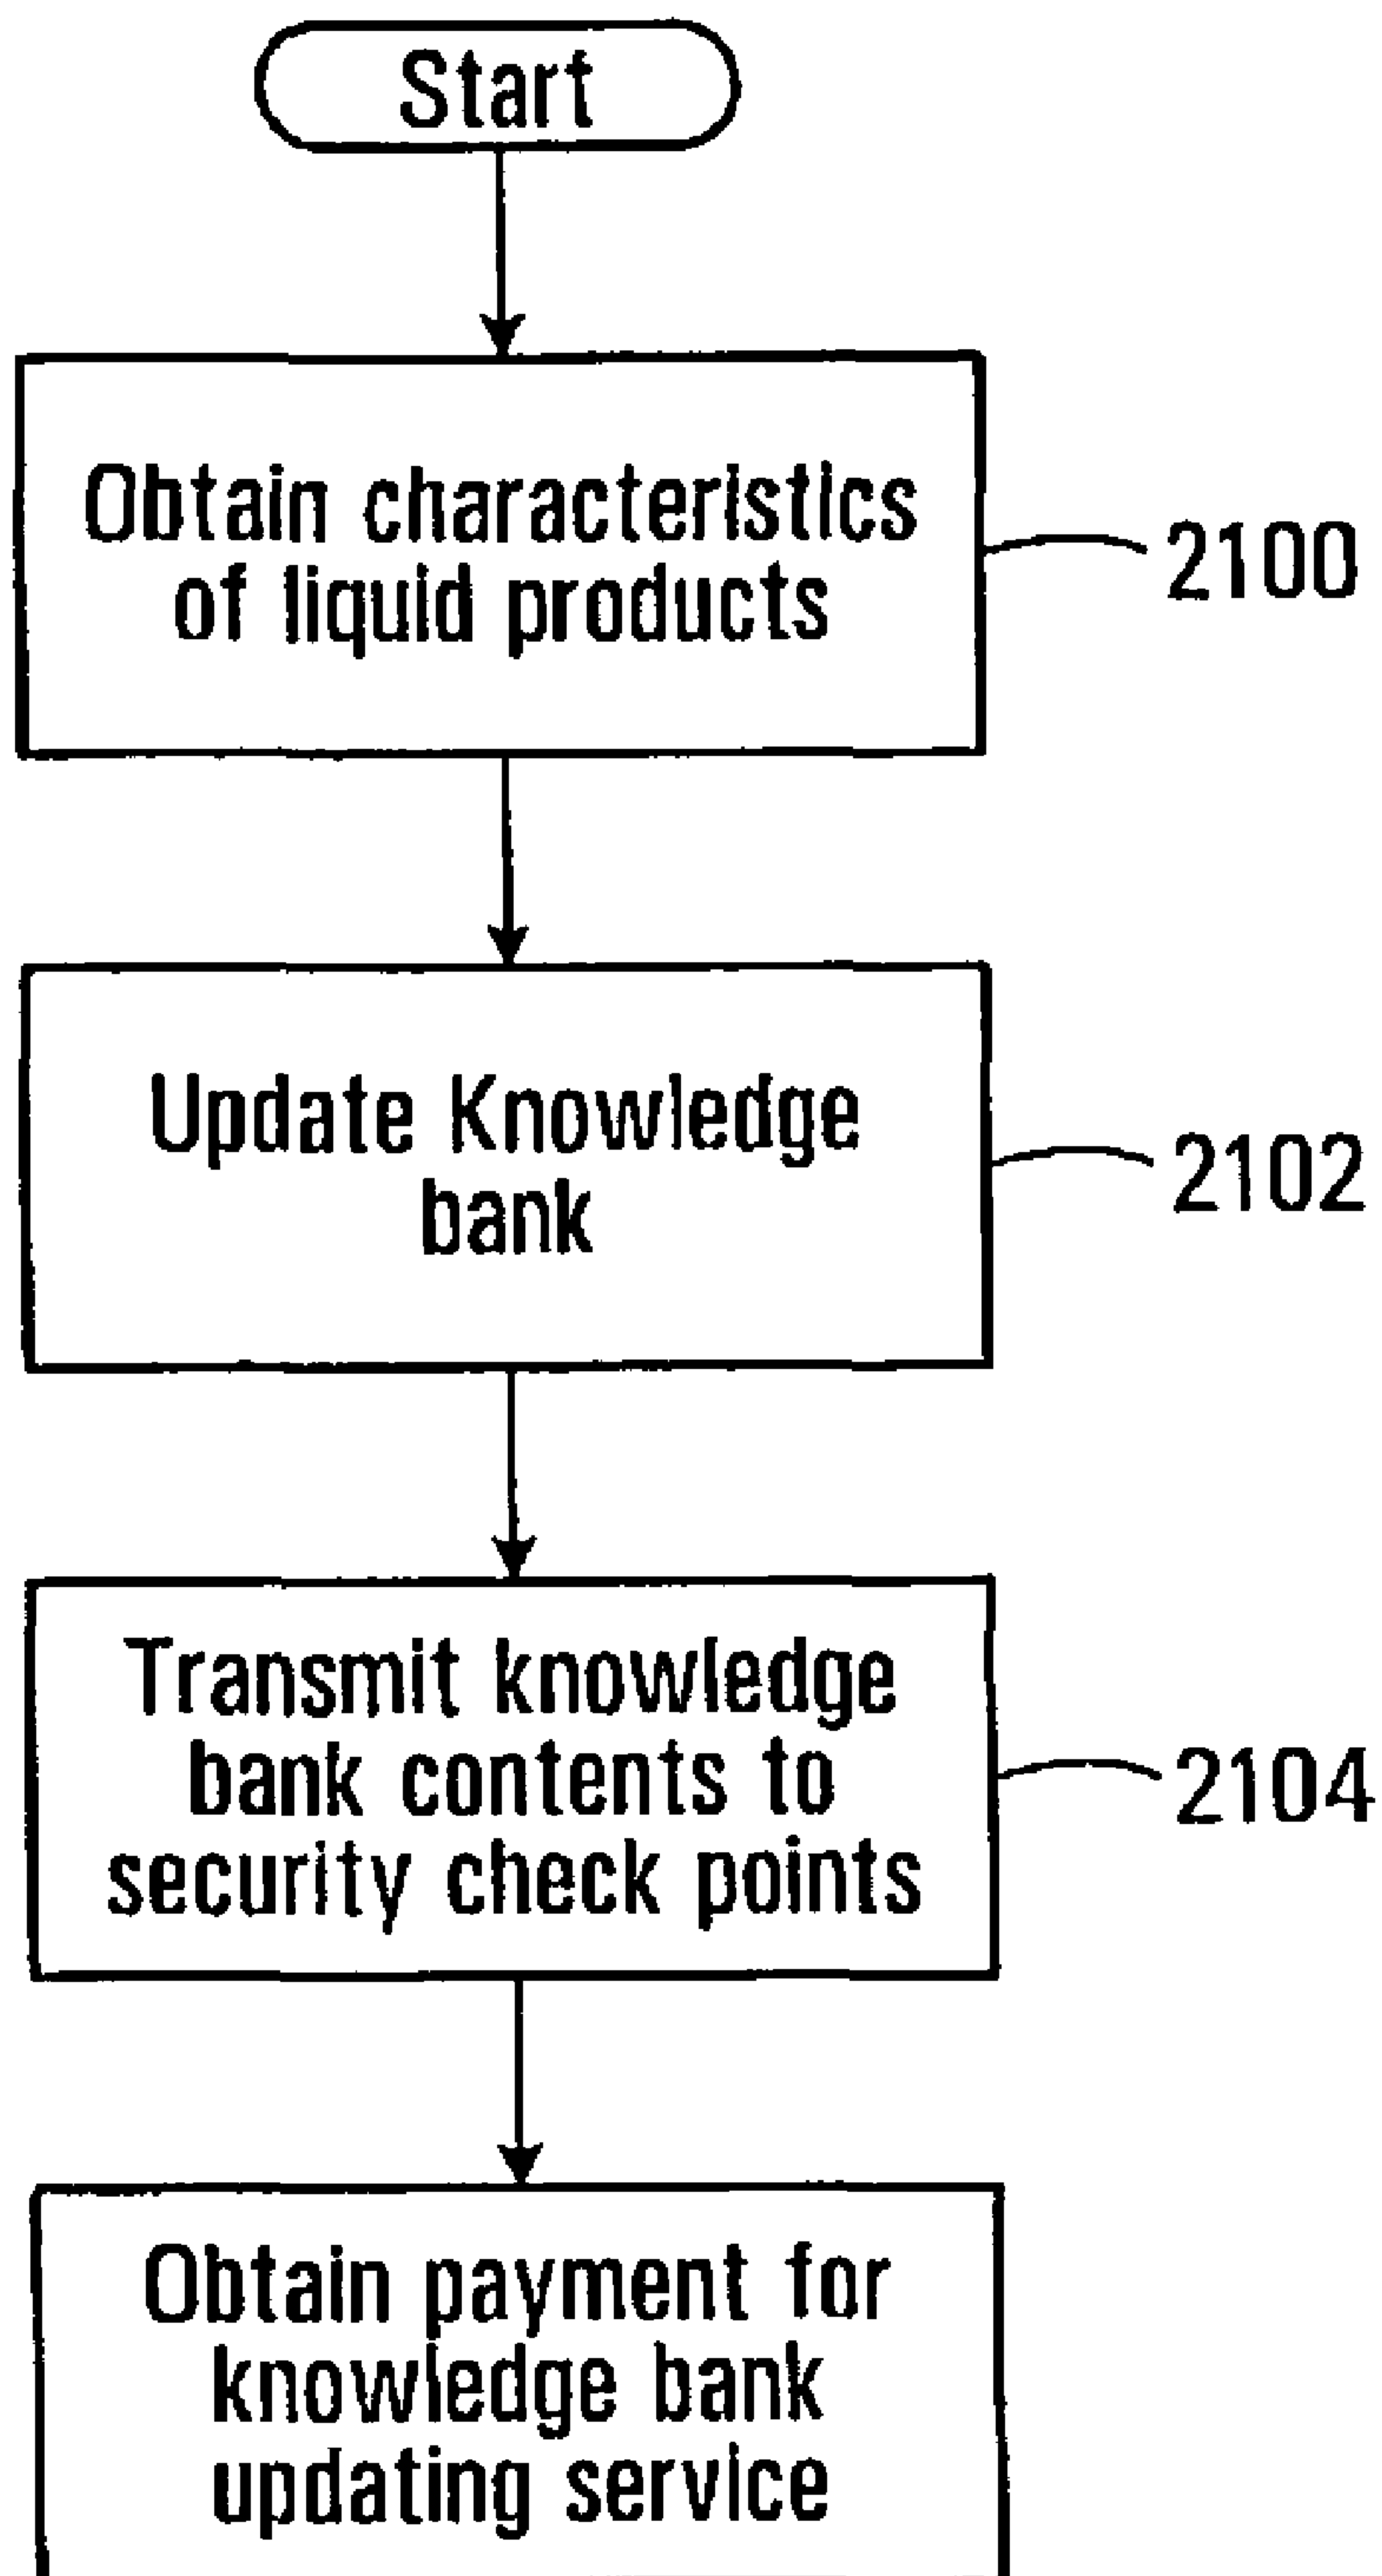 Start
Obtain characteristics
of liquid products
2100
Update Knowledge
bank
2102
Transmit knowledge
bank contents to
security check points
2104
Obtain payment for
knowledge bank
updating service